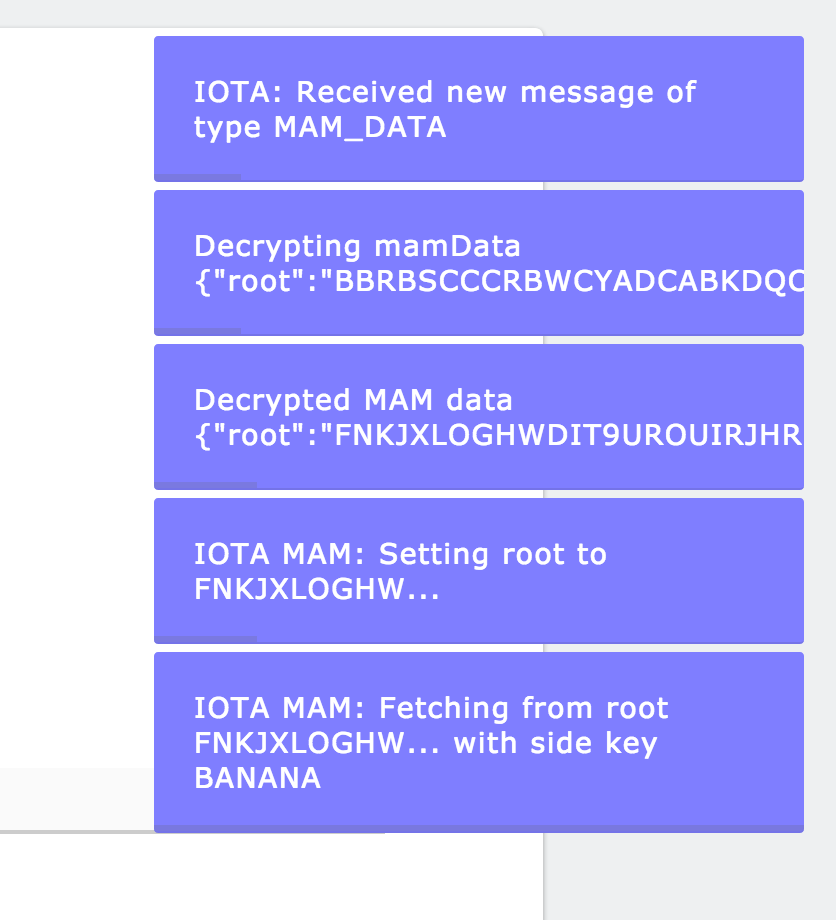 IOTA: Received new message of
type MAM_DATA
Decrypting mamData
{"root":"BBRBSCCCRBWCYADCABKDQC
Decrypted MAM data
{"root":"FNKJXLOGHWDIT9UROUIRJHR
IOTA MAM: Setting root to
FNKJXLOGHW...
IOTA MAM: Fetching from root
FNKJXLOGHW... with side key
BANANA